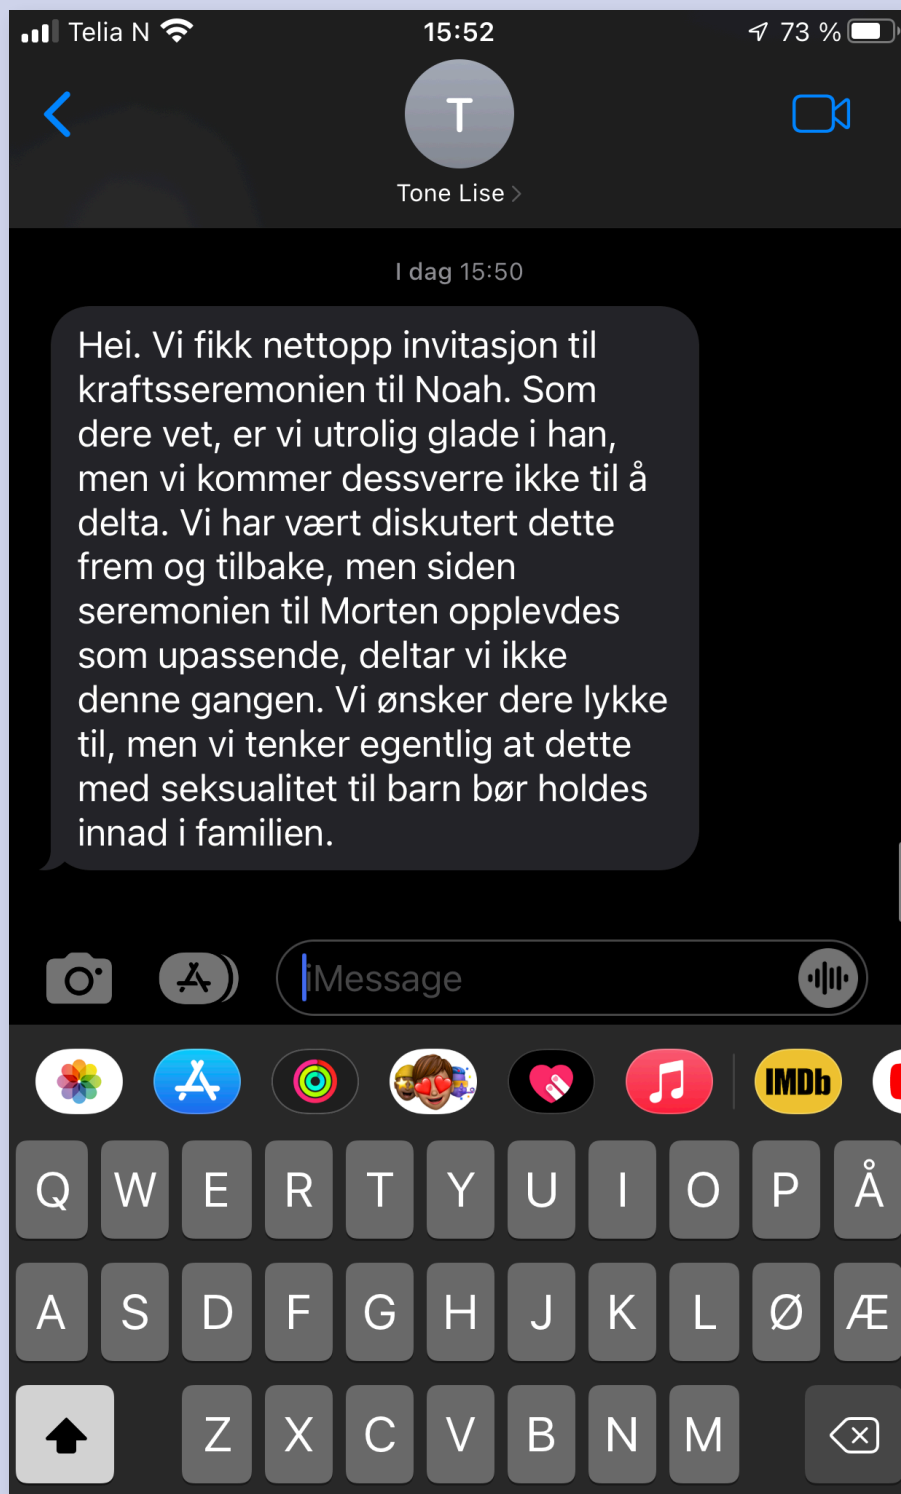 Telia N 15:52 73 %
T
Tone Lise
I dag 15:50
Hei. Vi fikk nettopp invitasjon til
kraftsseremonien til Noah. Som
dere vet, er vi utrolig glade i han,
men vi kommer dessverre ikke til å
delta. Vi har vært diskutert dette
frem og tilbake, men siden
seremonien til Morten opplevdes
som upassende, deltar vi ikke
denne gangen. Vi ønsker dere lykke
til, men vi tenker egentlig at dette
med seksualitet til barn bør holdes
innad i familien.
iMessage
IMDb
Q W E R T Y U I O P Å
A S D F G H J K L Ø Æ
Z X C V B N M